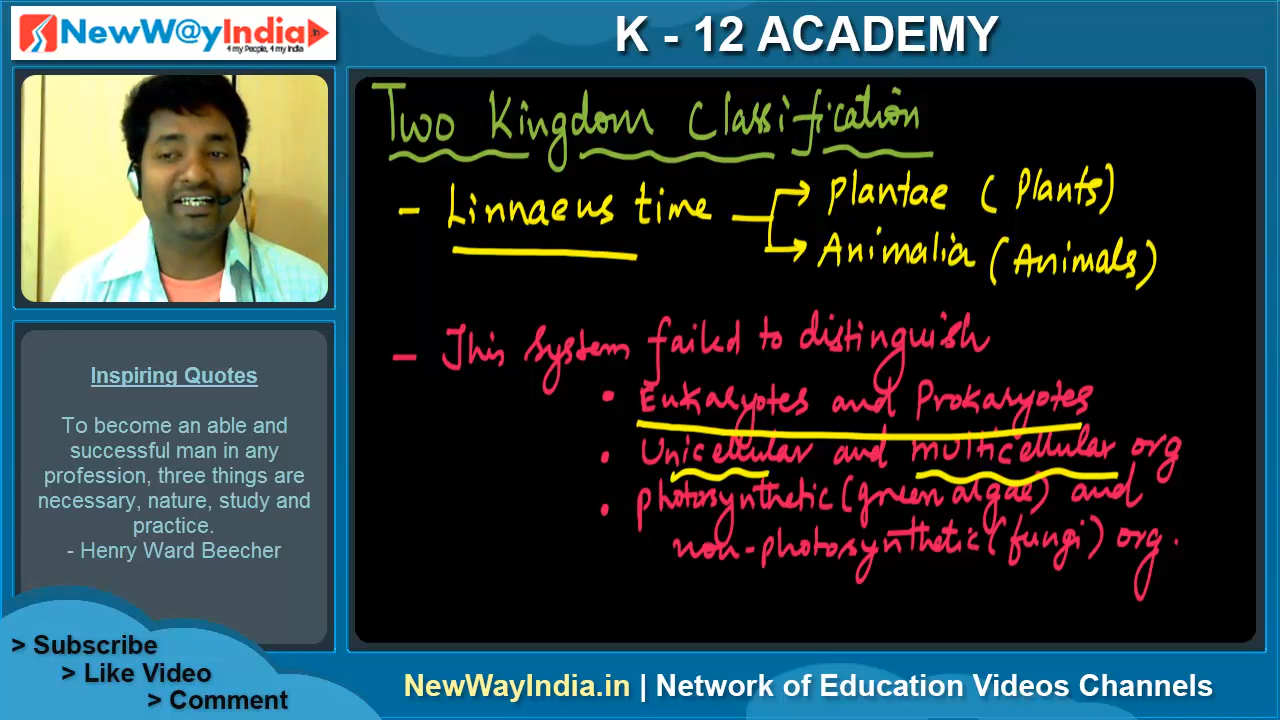 NewW@yIndia.in
4 my People, 4 my India
K - 12 ACADEMY
Two Kingdom Classification
- Linnaeus time
Plantae (Plants)
Animalia (Animals)
- This system failed to distinguish
• Eukaryotes and Prokaryotes
• Unicellular and multicellular org
• Photosynthetic (green algae) and
non-photosynthetic (fungi) org.
Inspiring Quotes
To become an able and
successful man in any
profession, three things are
necessary, nature, study and
practice.
- Henry Ward Beecher
> Subscribe
> Like Video
> Comment
NewWayIndia.in | Network of Education Videos Channels